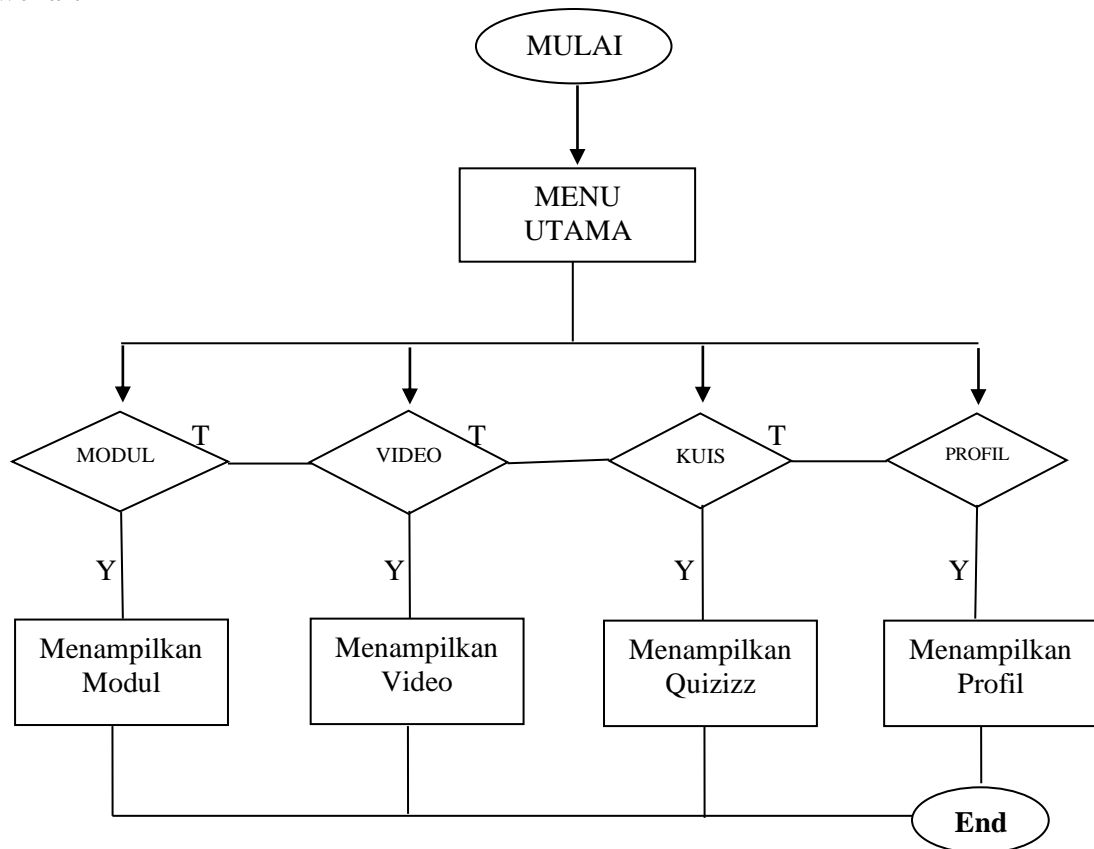 MULAI
MENU
UTAMA
T
T
T
MODUL
VIDEO
KUIS
PROFIL
Y
Y
Y
Y
Menampilkan
Modul
Menampilkan
Video
Menampilkan
Quizizz
Menampilkan
Profil
End